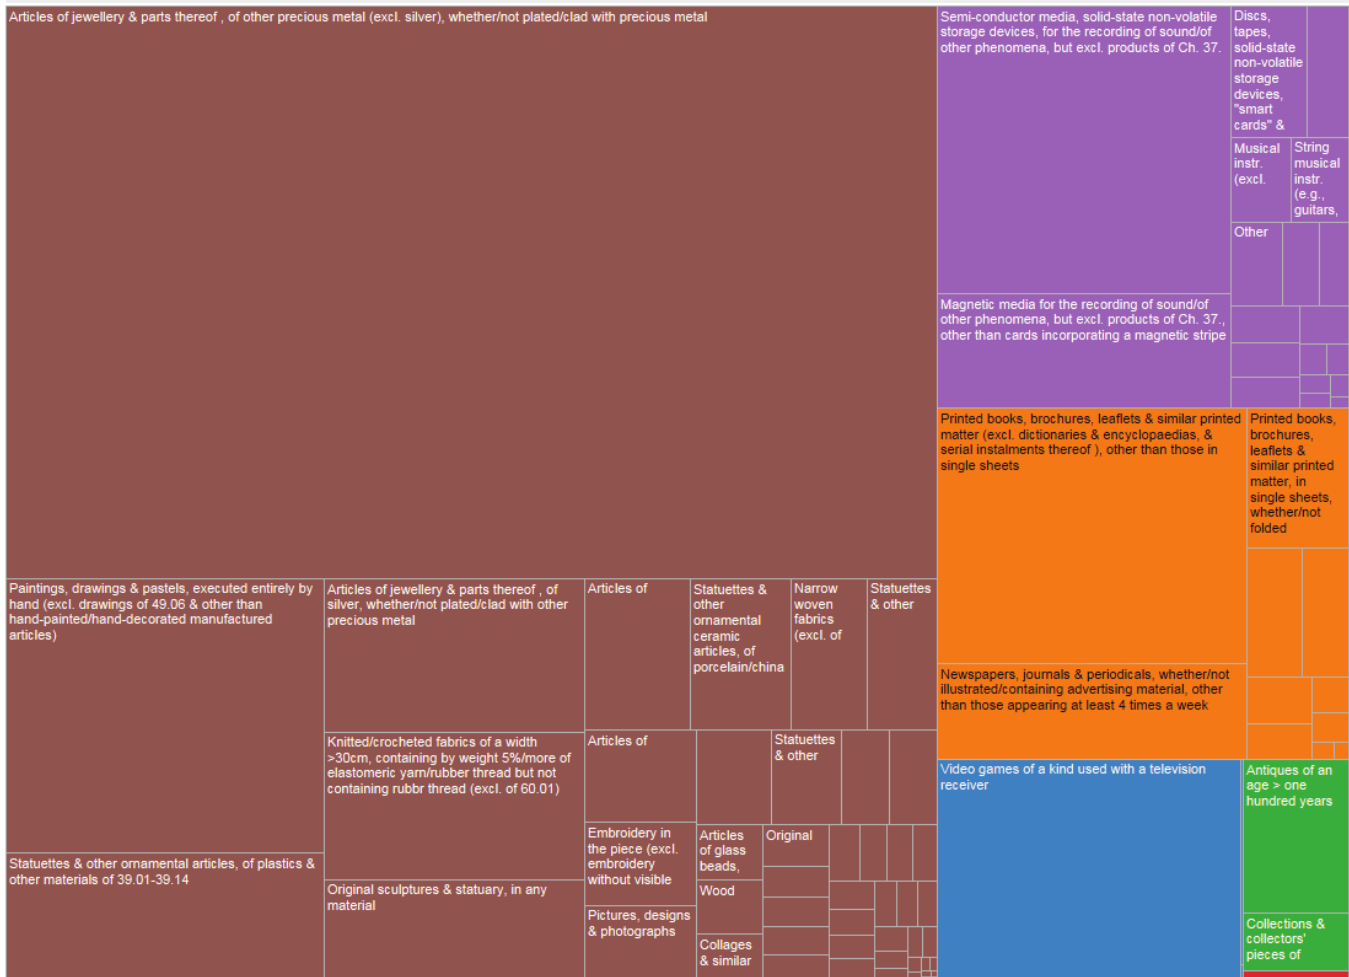 Articles of jewellery & parts thereof , of other precious metal (excl. silver), whether/not plated/clad with precious metal
Paintings, drawings & pastels, executed entirely by
hand (excl. drawings of 49.06 & other than
hand-painted/hand-decorated manufactured
articles)
Statuettes & other ornamental articles, of plastics &
other materials of 39.01-39.14
Articles of jewellery & parts thereof , of
silver, whether/not plated/clad with other
precious metal
Knitted/crocheted fabrics of a width
>30cm, containing by weight 5%/more of
elastomeric yarn/rubber thread but not
containing rubbr thread (excl. of 60.01)
Original sculptures & statuary, in any
material
Articles of
Statuettes &
other
ornamental
ceramic
articles, of
porcelain/china
Narrow
woven
fabrics
(excl. of
Statuettes
& other
Articles of
Statuettes
& other
Embroidery in
the piece (excl.
embroidery
without visible
Pictures, designs
& photographs
Articles
of glass
beads,
Original
Wood
Collages
& similar
Semi-conductor media, solid-state non-volatile
storage devices, for the recording of sound/of
other phenomena, but excl. products of Ch. 37.
Magnetic media for the recording of sound/of
other phenomena, but excl. products of Ch. 37.,
other than cards incorporating a magnetic stripe
Discs,
tapes,
solid-state
non-volatile
storage
devices,
"smart
cards" &
Musical
instr.
(excl.
String
musical
instr.
(e.g.,
guitars,
Other
Printed books, brochures, leaflets & similar printed
matter (excl. dictionaries & encyclopaedias, &
serial instalments thereof ), other than those in
single sheets
Printed books,
brochures,
leaflets &
similar printed
matter, in
single sheets,
whether/not
folded
Newspapers, journals & periodicals, whether/not
illustrated/containing advertising material, other
than those appearing at least 4 times a week
Video games of a kind used with a television
receiver
Antiques of an
age > one
hundred years
Collections &
collectors'
pieces of